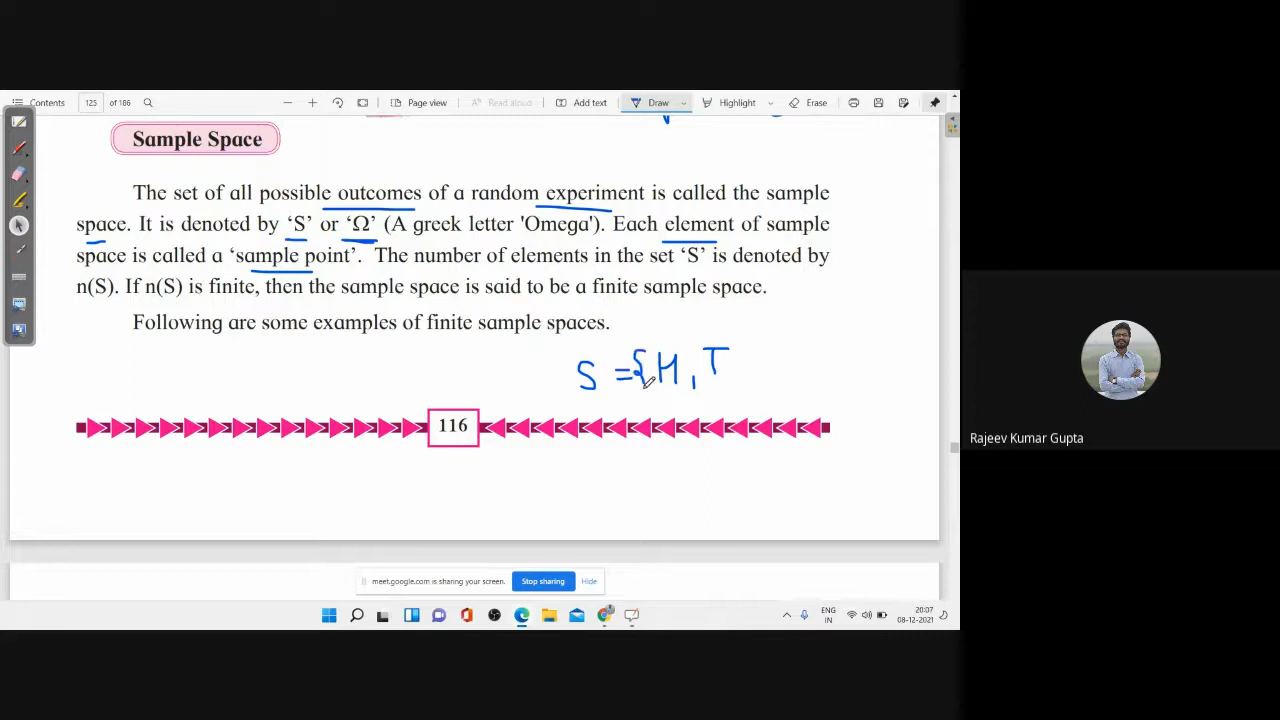 Contents 125 of 186 Page view Read aloud Add text Draw Highlight Erase
Sample Space
The set of all possible outcomes of a random experiment is called the sample
space. It is denoted by ‘S’ or ‘Ω’ (A greek letter 'Omega'). Each element of sample
space is called a ‘sample point’. The number of elements in the set ‘S’ is denoted by
n(S). If n(S) is finite, then the sample space is said to be a finite sample space.
Following are some examples of finite sample spaces.
S = { H , T
116
Rajeev Kumar Gupta
meet.google.com is sharing your screen. Stop sharing Hide
ENG 20:07
IN 08-12-2021